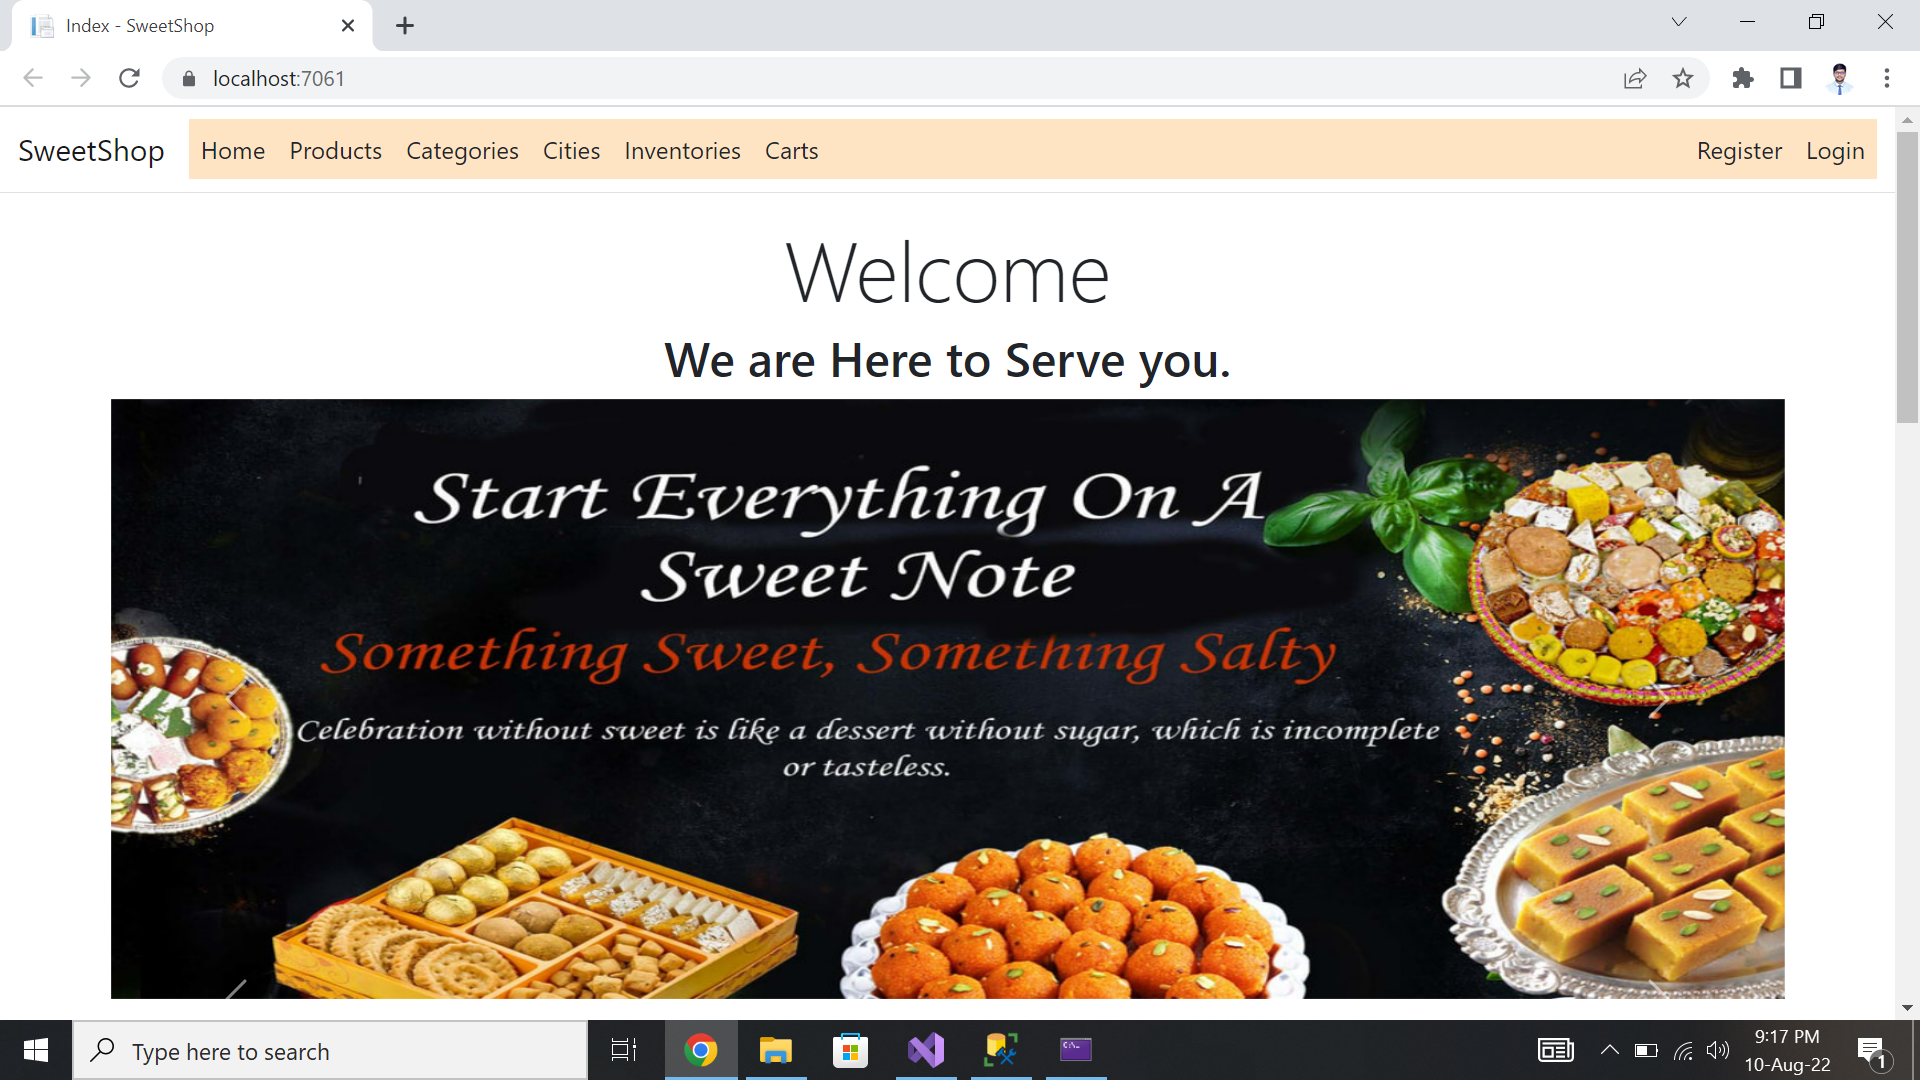 Index - SweetShop
localhost:7061
SweetShop Home Products Categories Cities Inventories Carts Register Login
Welcome
We are Here to Serve you.
Start Everything On A
Sweet Note
Something Sweet, Something Salty
Celebration without sweet is like a dessert without sugar, which is incomplete
or tasteless.
Type here to search
9:17 PM
10-Aug-22
1